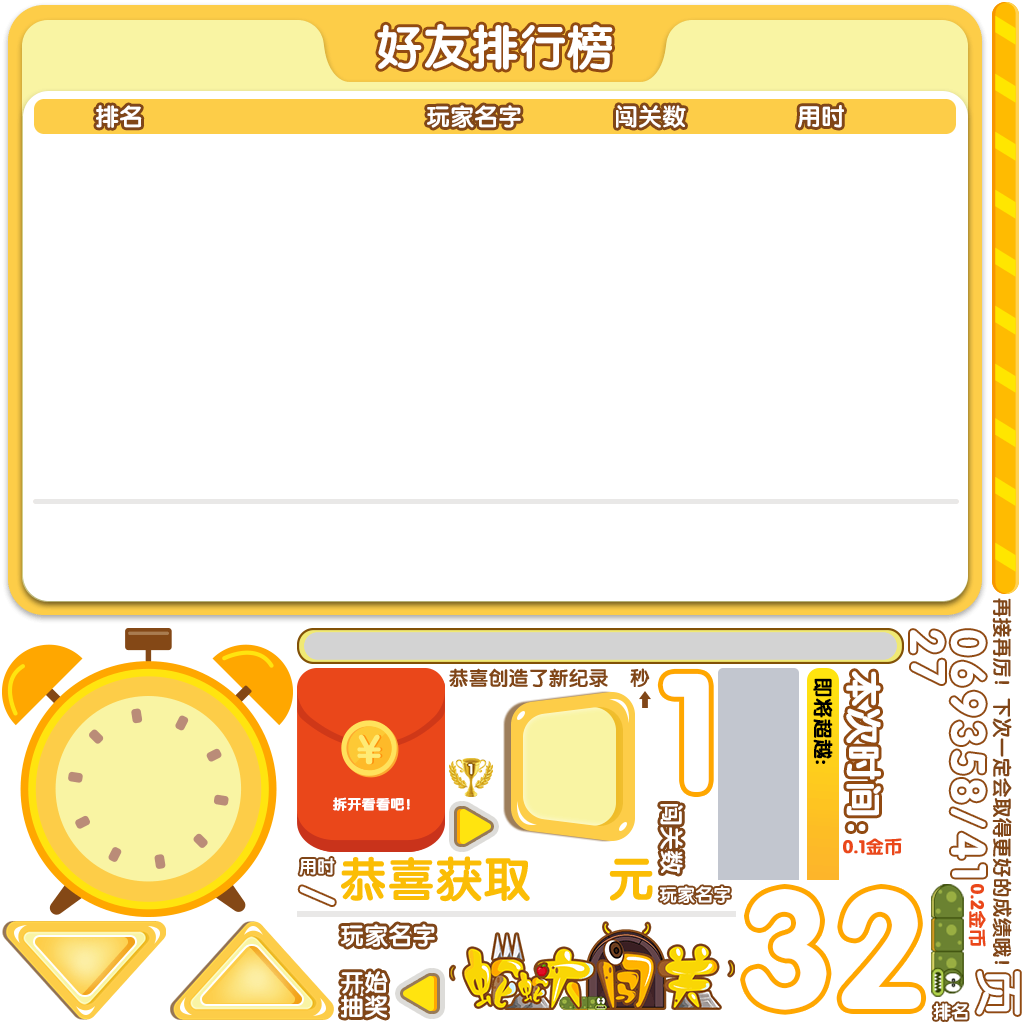 好友排行榜
排名 玩家名字 闯关数 用时
恭喜创造了新纪录 秒
¥
拆开看看吧!
1
1
即将超越:
本次时间:
闯关数
0.1金币
用时
恭喜获取 元
玩家名字
/
玩家名字
开始
抽奖
蛇蛇大闯关
32
27
069358/41
0.2金币
再接再厉! 下次一定会取得更好的成绩哦!
排名
页